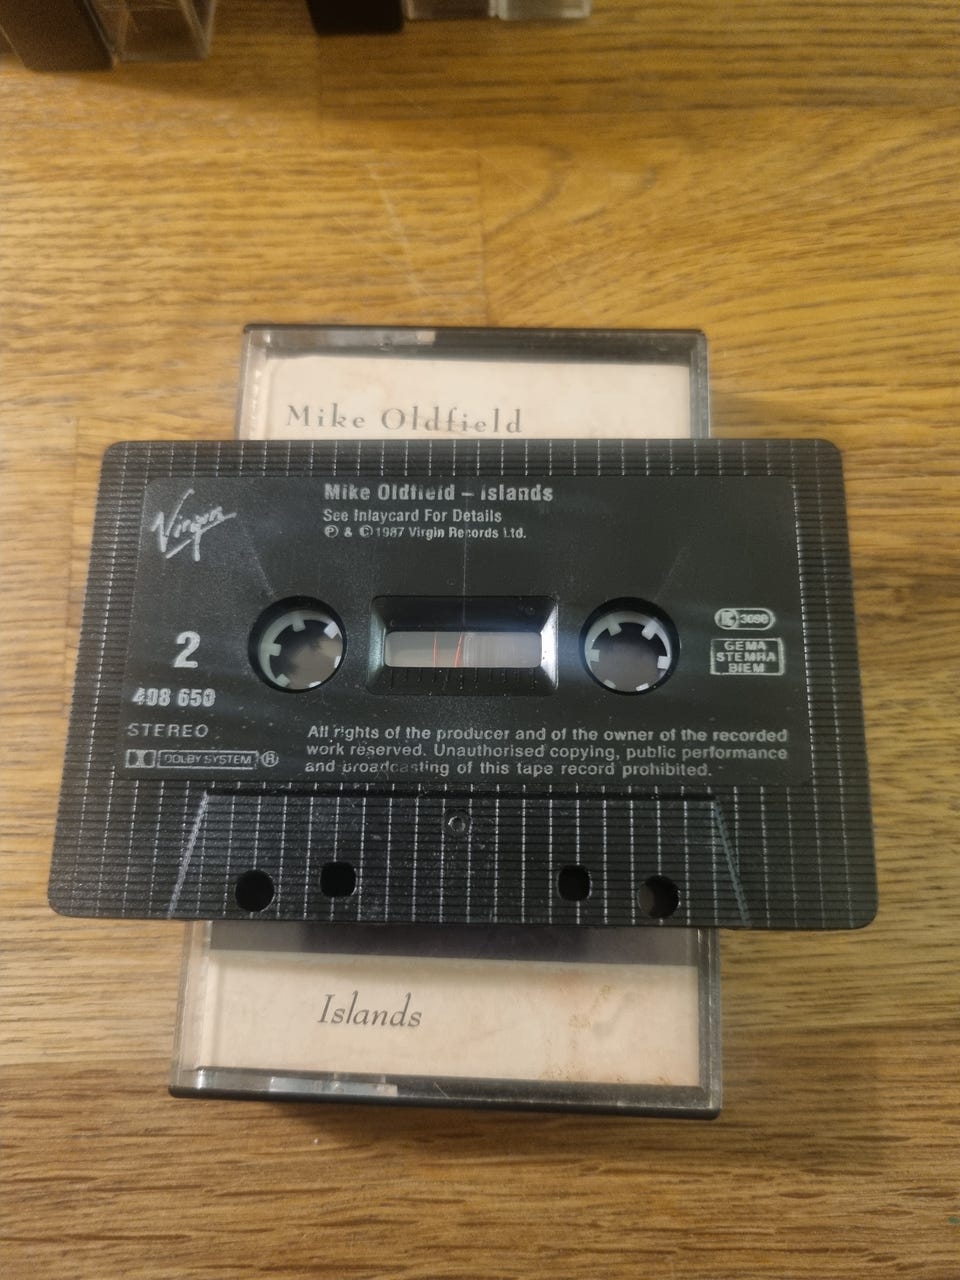 Mike Oldfield
Virgin
Mike Oldfield – Islands
See Inlaycard For Details
℗ & © 1987 Virgin Records Ltd.
2
LC 3098
GEMA
STEMRA
BIEM
408 650
STEREO
DOLBY SYSTEM ®
All rights of the producer and of the owner of the recorded
work reserved. Unauthorised copying, public performance
and broadcasting of this tape record prohibited.
Islands